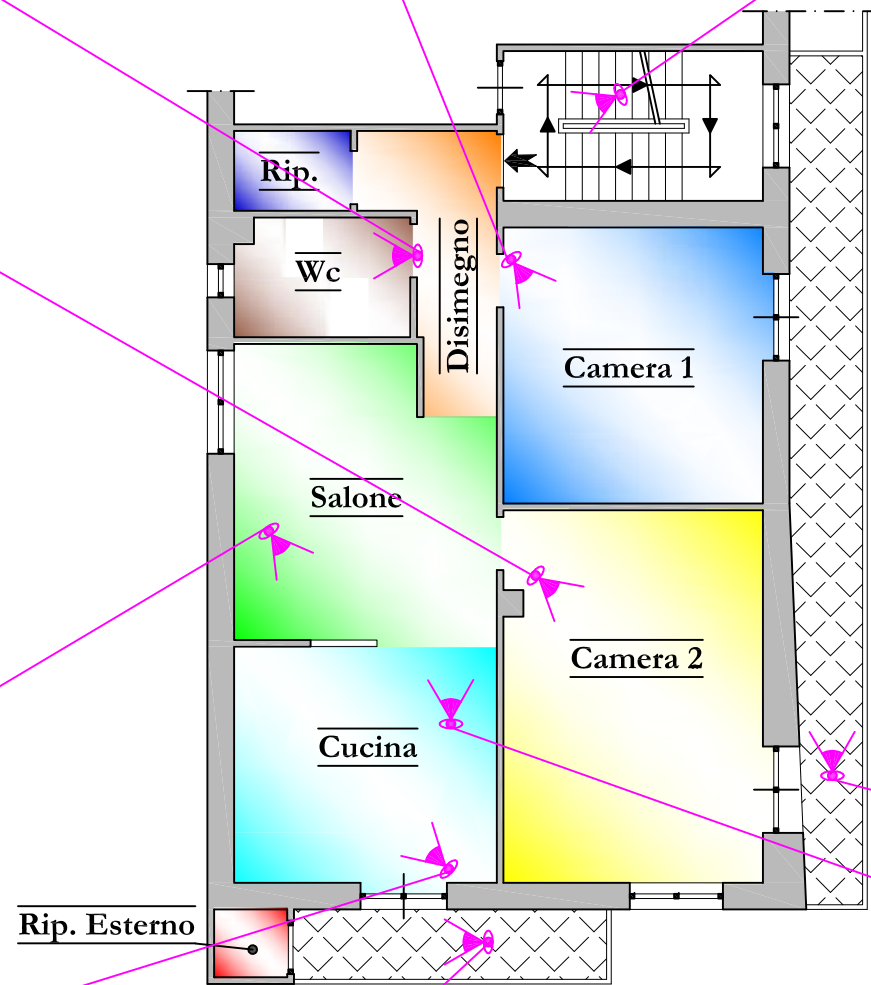 Rip.
Wc
Disimegno
Camera 1
Salone
Camera 2
Cucina
Rip. Esterno